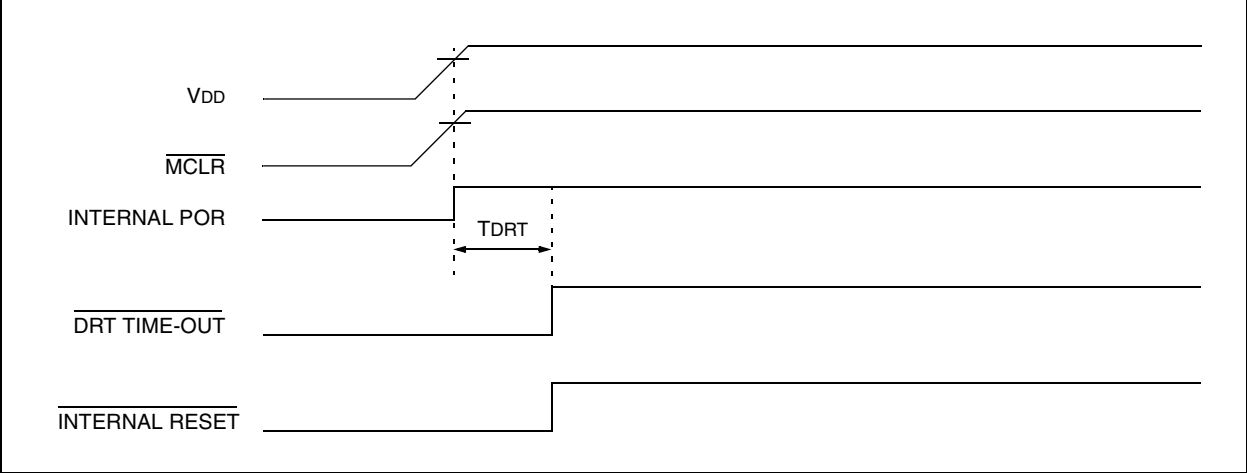 VDD
MCLR
INTERNAL POR
TDRT
DRT TIME-OUT
INTERNAL RESET